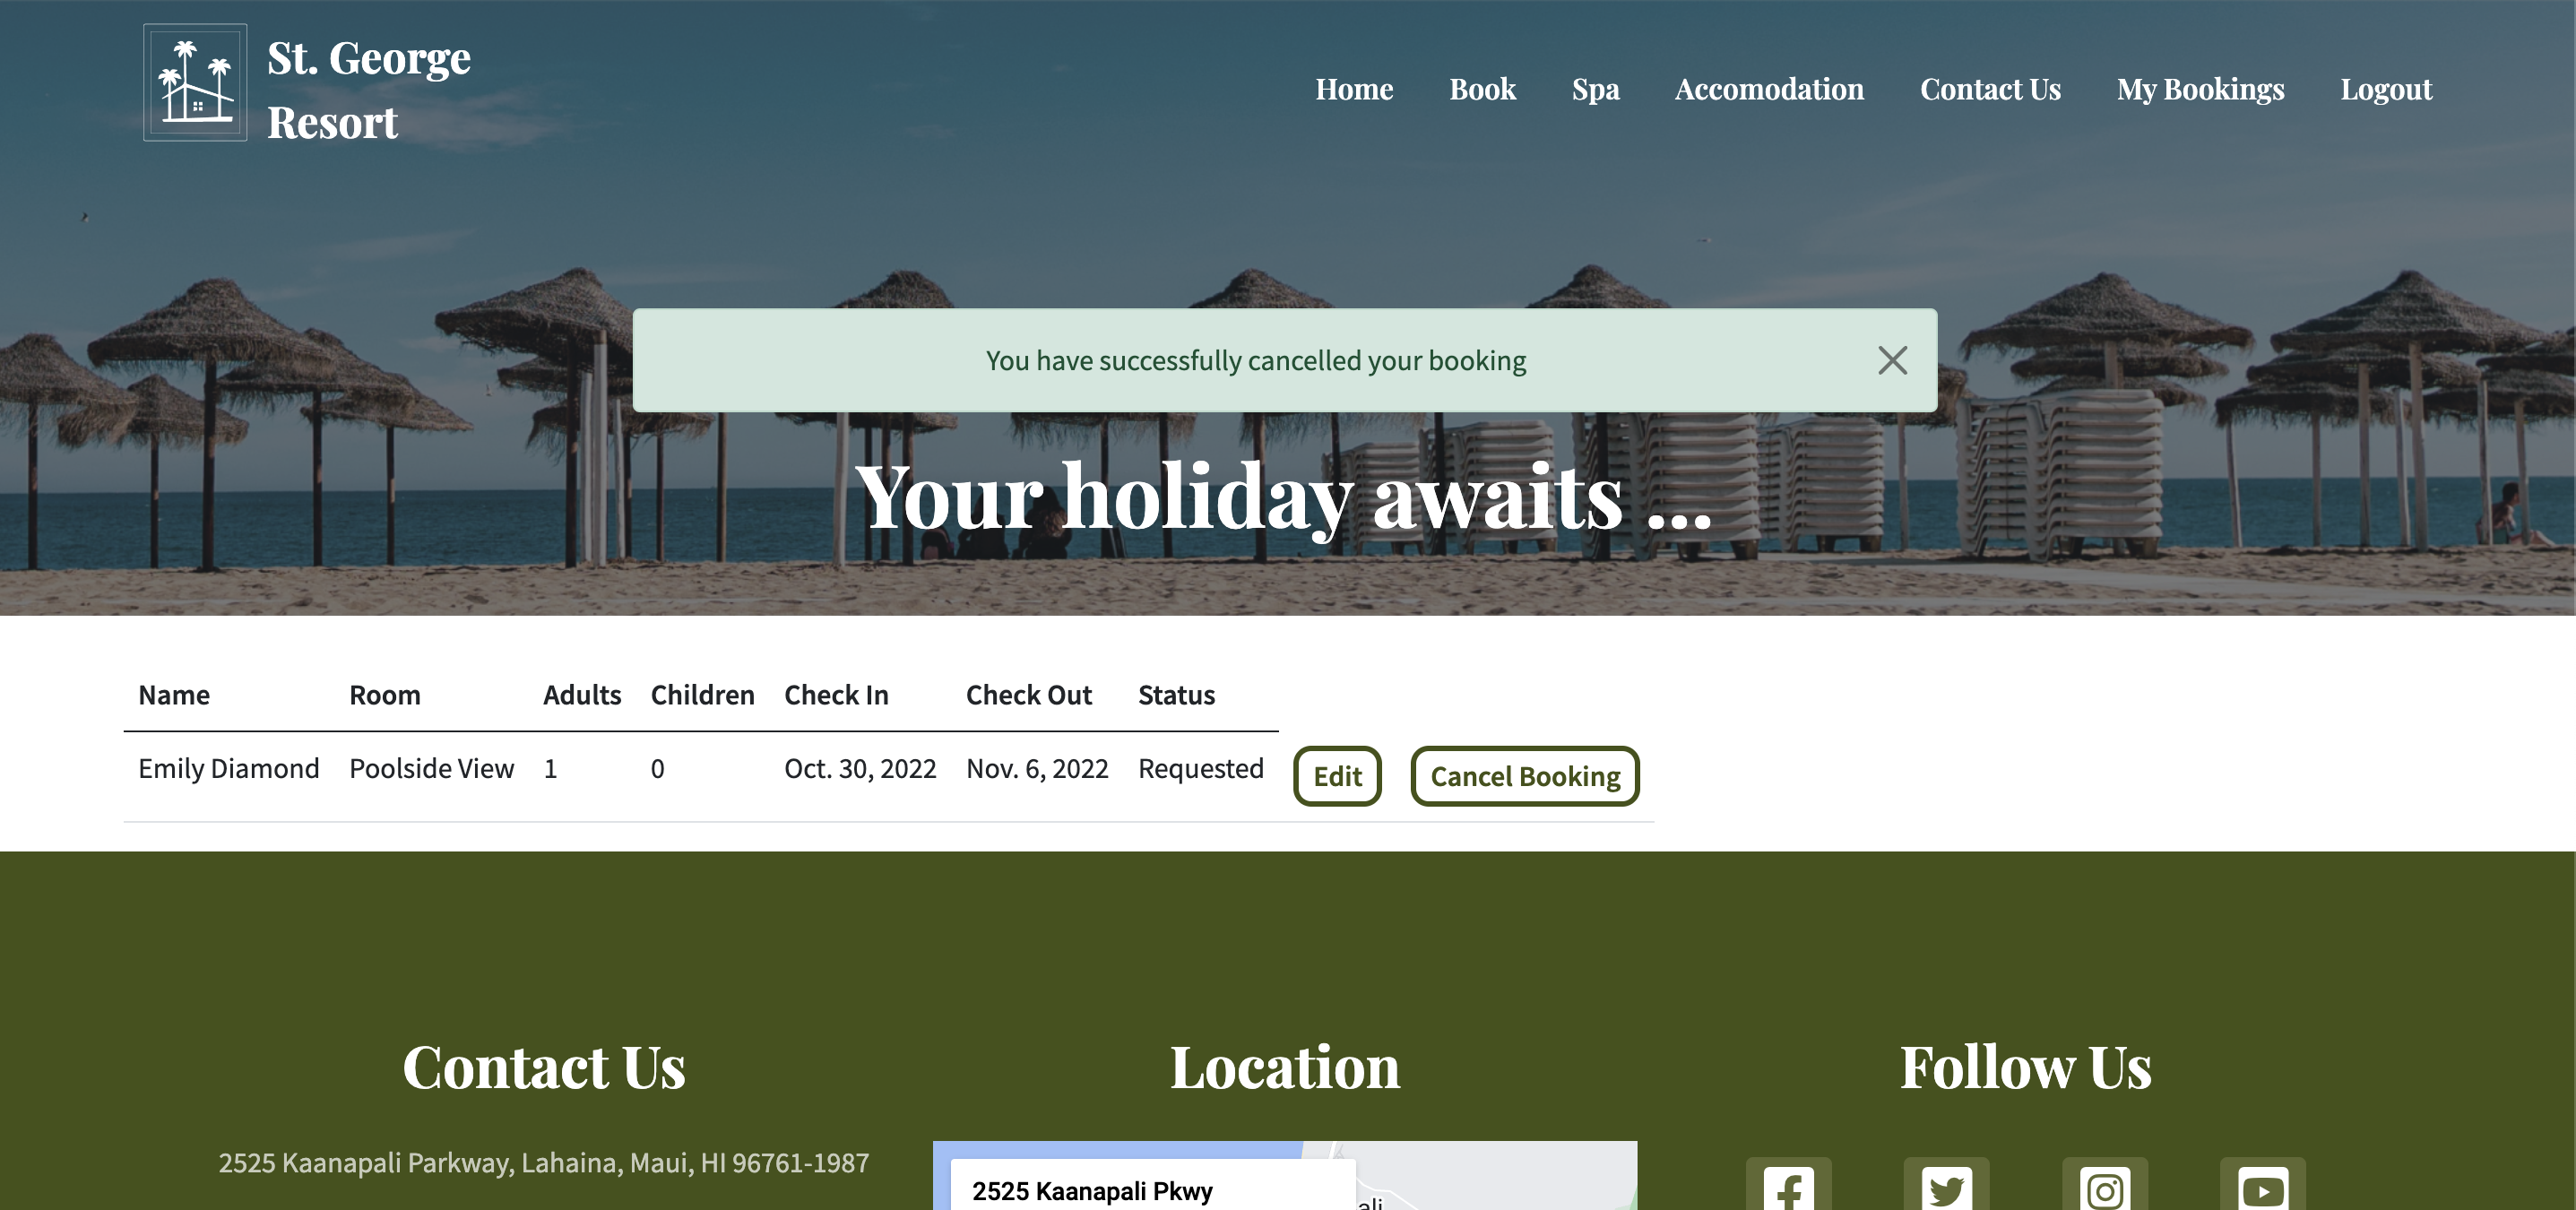 St. George
Resort
Home Book Spa Accomodation Contact Us My Bookings Logout
You have successfully cancelled your booking
Your holiday awaits ...
Name Room Adults Children Check In Check Out Status
Emily Diamond Poolside View 1 0 Oct. 30, 2022 Nov. 6, 2022 Requested Edit Cancel Booking
Contact Us Location Follow Us
2525 Kaanapali Parkway, Lahaina, Maui, HI 96761-1987
2525 Kaanapali Pkwy